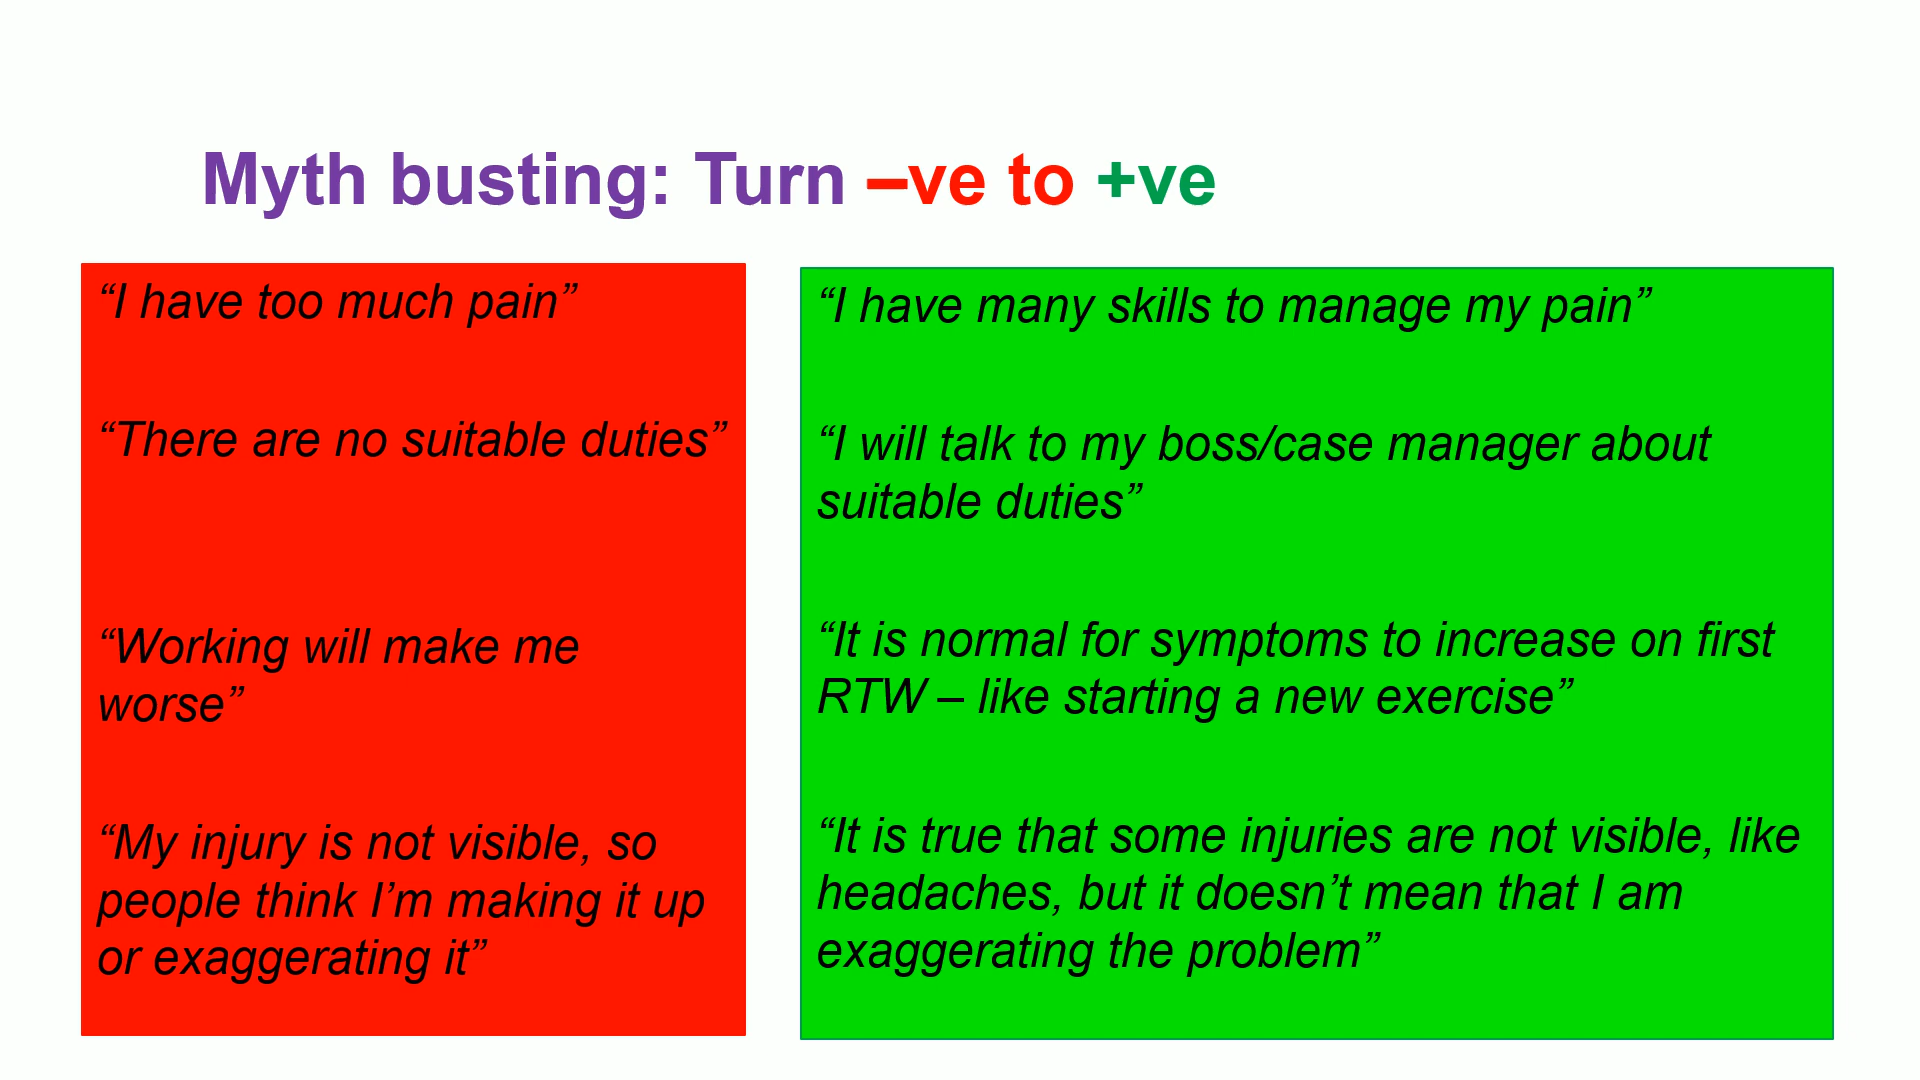 Myth busting: Turn –ve to +ve
“I have too much pain”
“There are no suitable duties”
“Working will make me
worse”
“My injury is not visible, so
people think I’m making it up
or exaggerating it”
“I have many skills to manage my pain”
“I will talk to my boss/case manager about
suitable duties”
“It is normal for symptoms to increase on first
RTW – like starting a new exercise”
“It is true that some injuries are not visible, like
headaches, but it doesn’t mean that I am
exaggerating the problem”